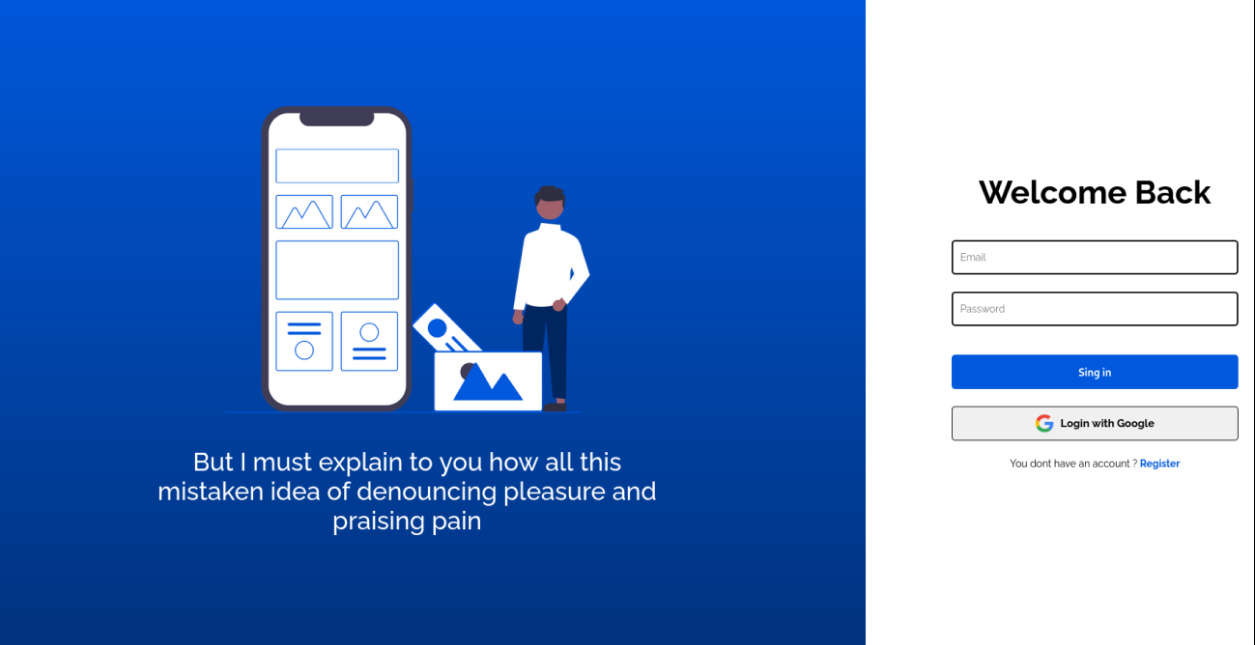 But I must explain to you how all this
mistaken idea of denouncing pleasure and
praising pain
Welcome Back
Email
Password
Sing in
Login with Google
You dont have an account ? Register